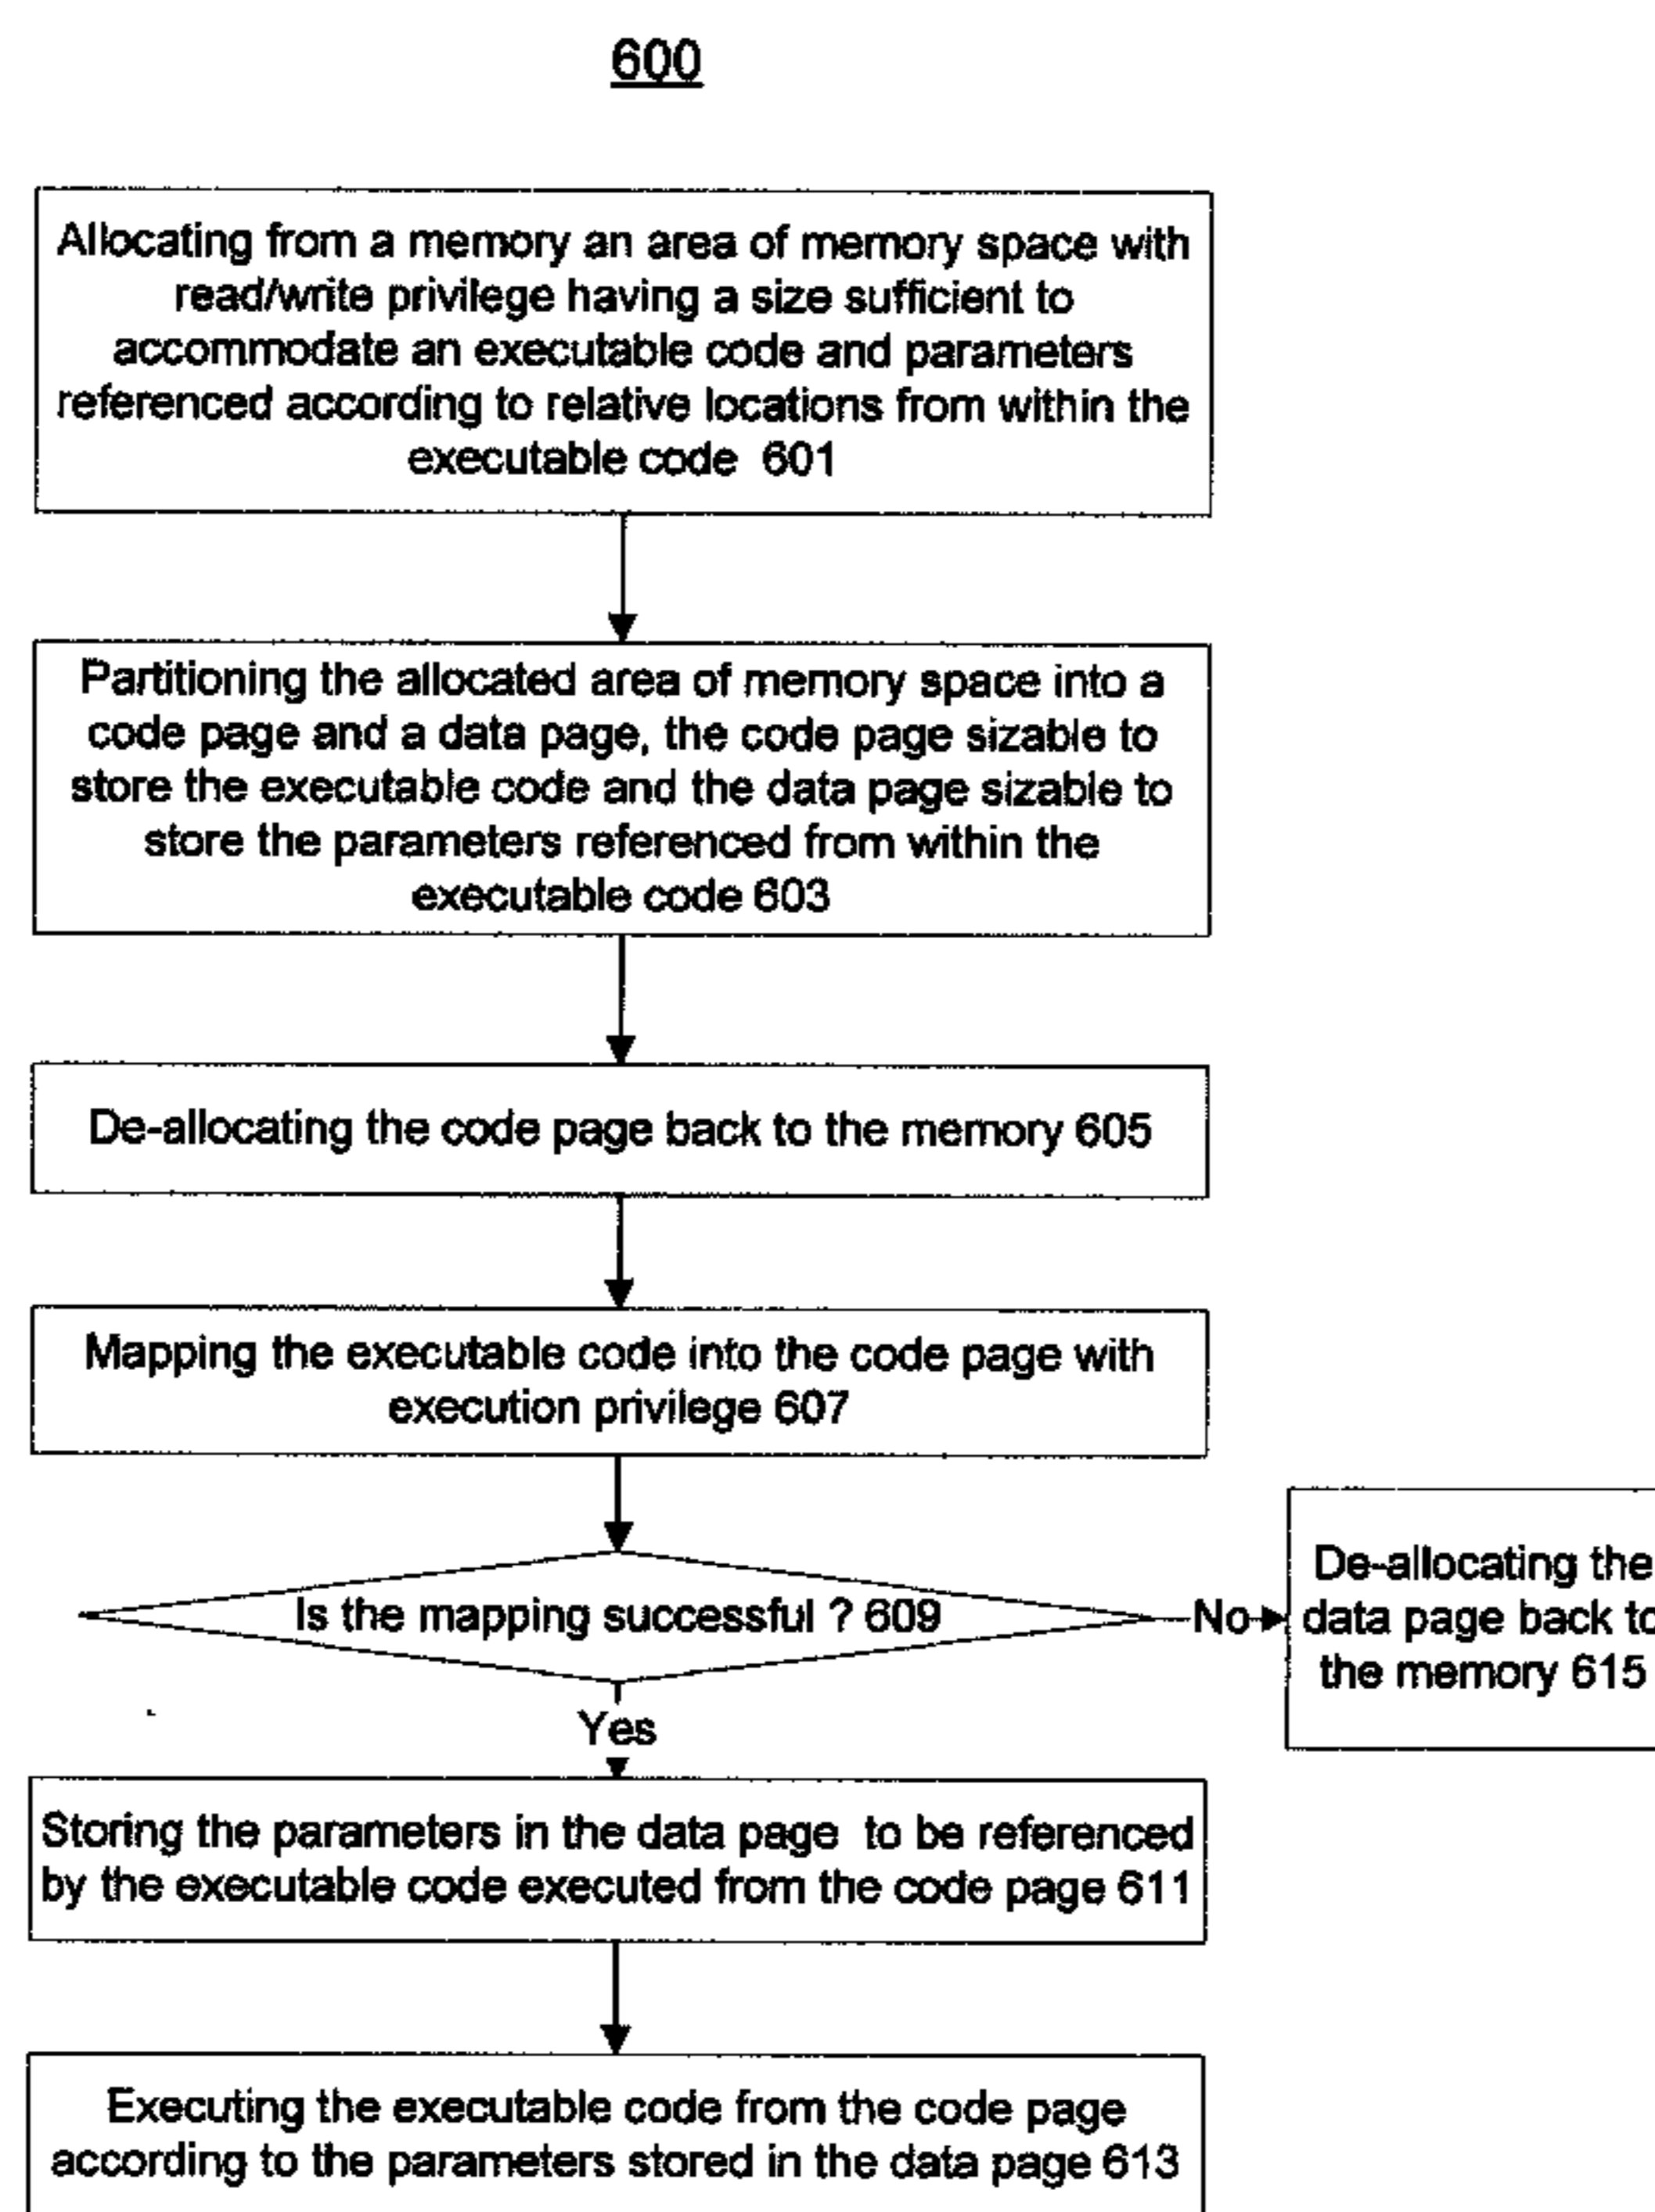 600
Allocating from a memory an area of memory space with
read/write privilege having a size sufficient to
accommodate an executable code and parameters
referenced according to relative locations from within the
executable code 601
Partitioning the allocated area of memory space into a
code page and a data page, the code page sizable to
store the executable code and the data page sizable to
store the parameters referenced from within the
executable code 603
De-allocating the code page back to the memory 605
Mapping the executable code into the code page with
execution privilege 607
Is the mapping successful ? 609
No
De-allocating the
data page back to
the memory 615
Yes
Storing the parameters in the data page to be referenced
by the executable code executed from the code page 611
Executing the executable code from the code page
according to the parameters stored in the data page 613